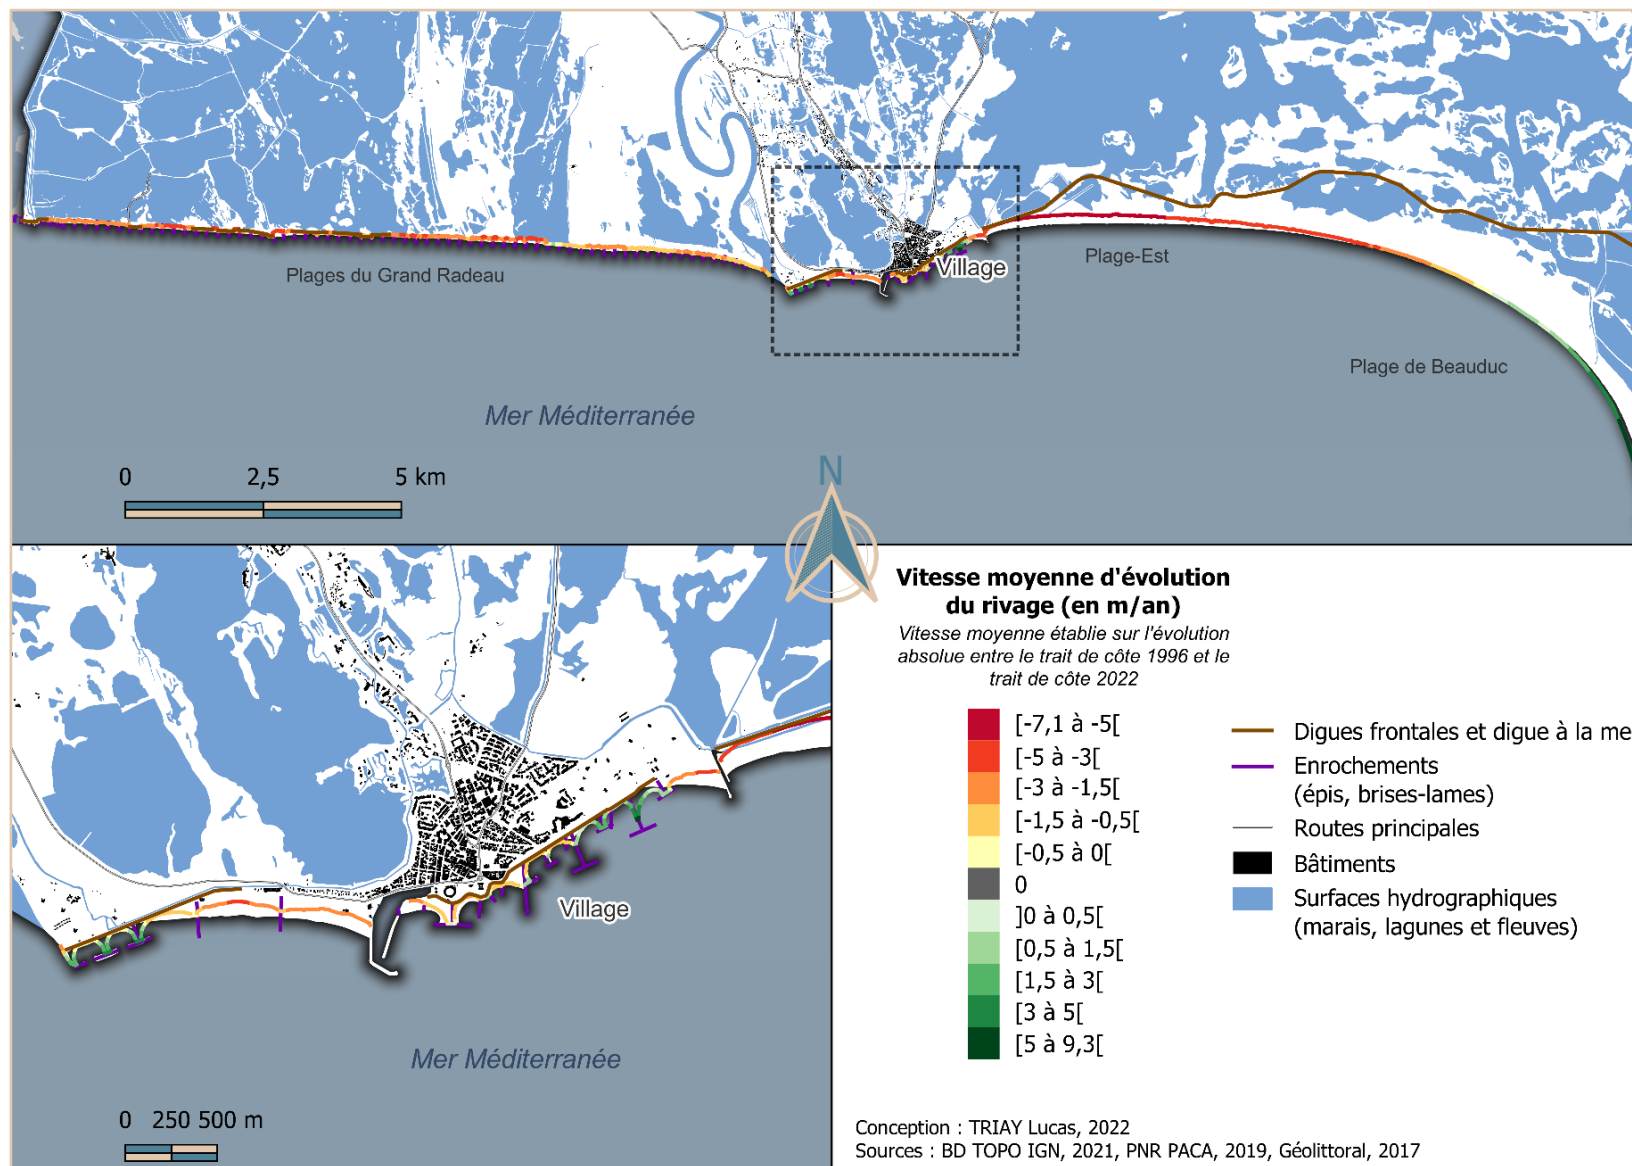 Plages du Grand Radeau
Village
Plage-Est
Plage de Beauduc
Mer Méditerranée
0 2,5 5 km
N
Village
Mer Méditerranée
0 250 500 m
Vitesse moyenne d'évolution
du rivage (en m/an)
Vitesse moyenne établie sur l'évolution
absolue entre le trait de côte 1996 et le
trait de côte 2022
[-7,1 à -5[
[-5 à -3[
[-3 à -1,5[
[-1,5 à -0,5[
[-0,5 à 0[
0
]0 à 0,5[
[0,5 à 1,5[
[1,5 à 3[
[3 à 5[
[5 à 9,3[
Digues frontales et digue à la me
Enrochements
(épis, brises-lames)
Routes principales
Bâtiments
Surfaces hydrographiques
(marais, lagunes et fleuves)
Conception : TRIAY Lucas, 2022
Sources : BD TOPO IGN, 2021, PNR PACA, 2019, Géolittoral, 2017